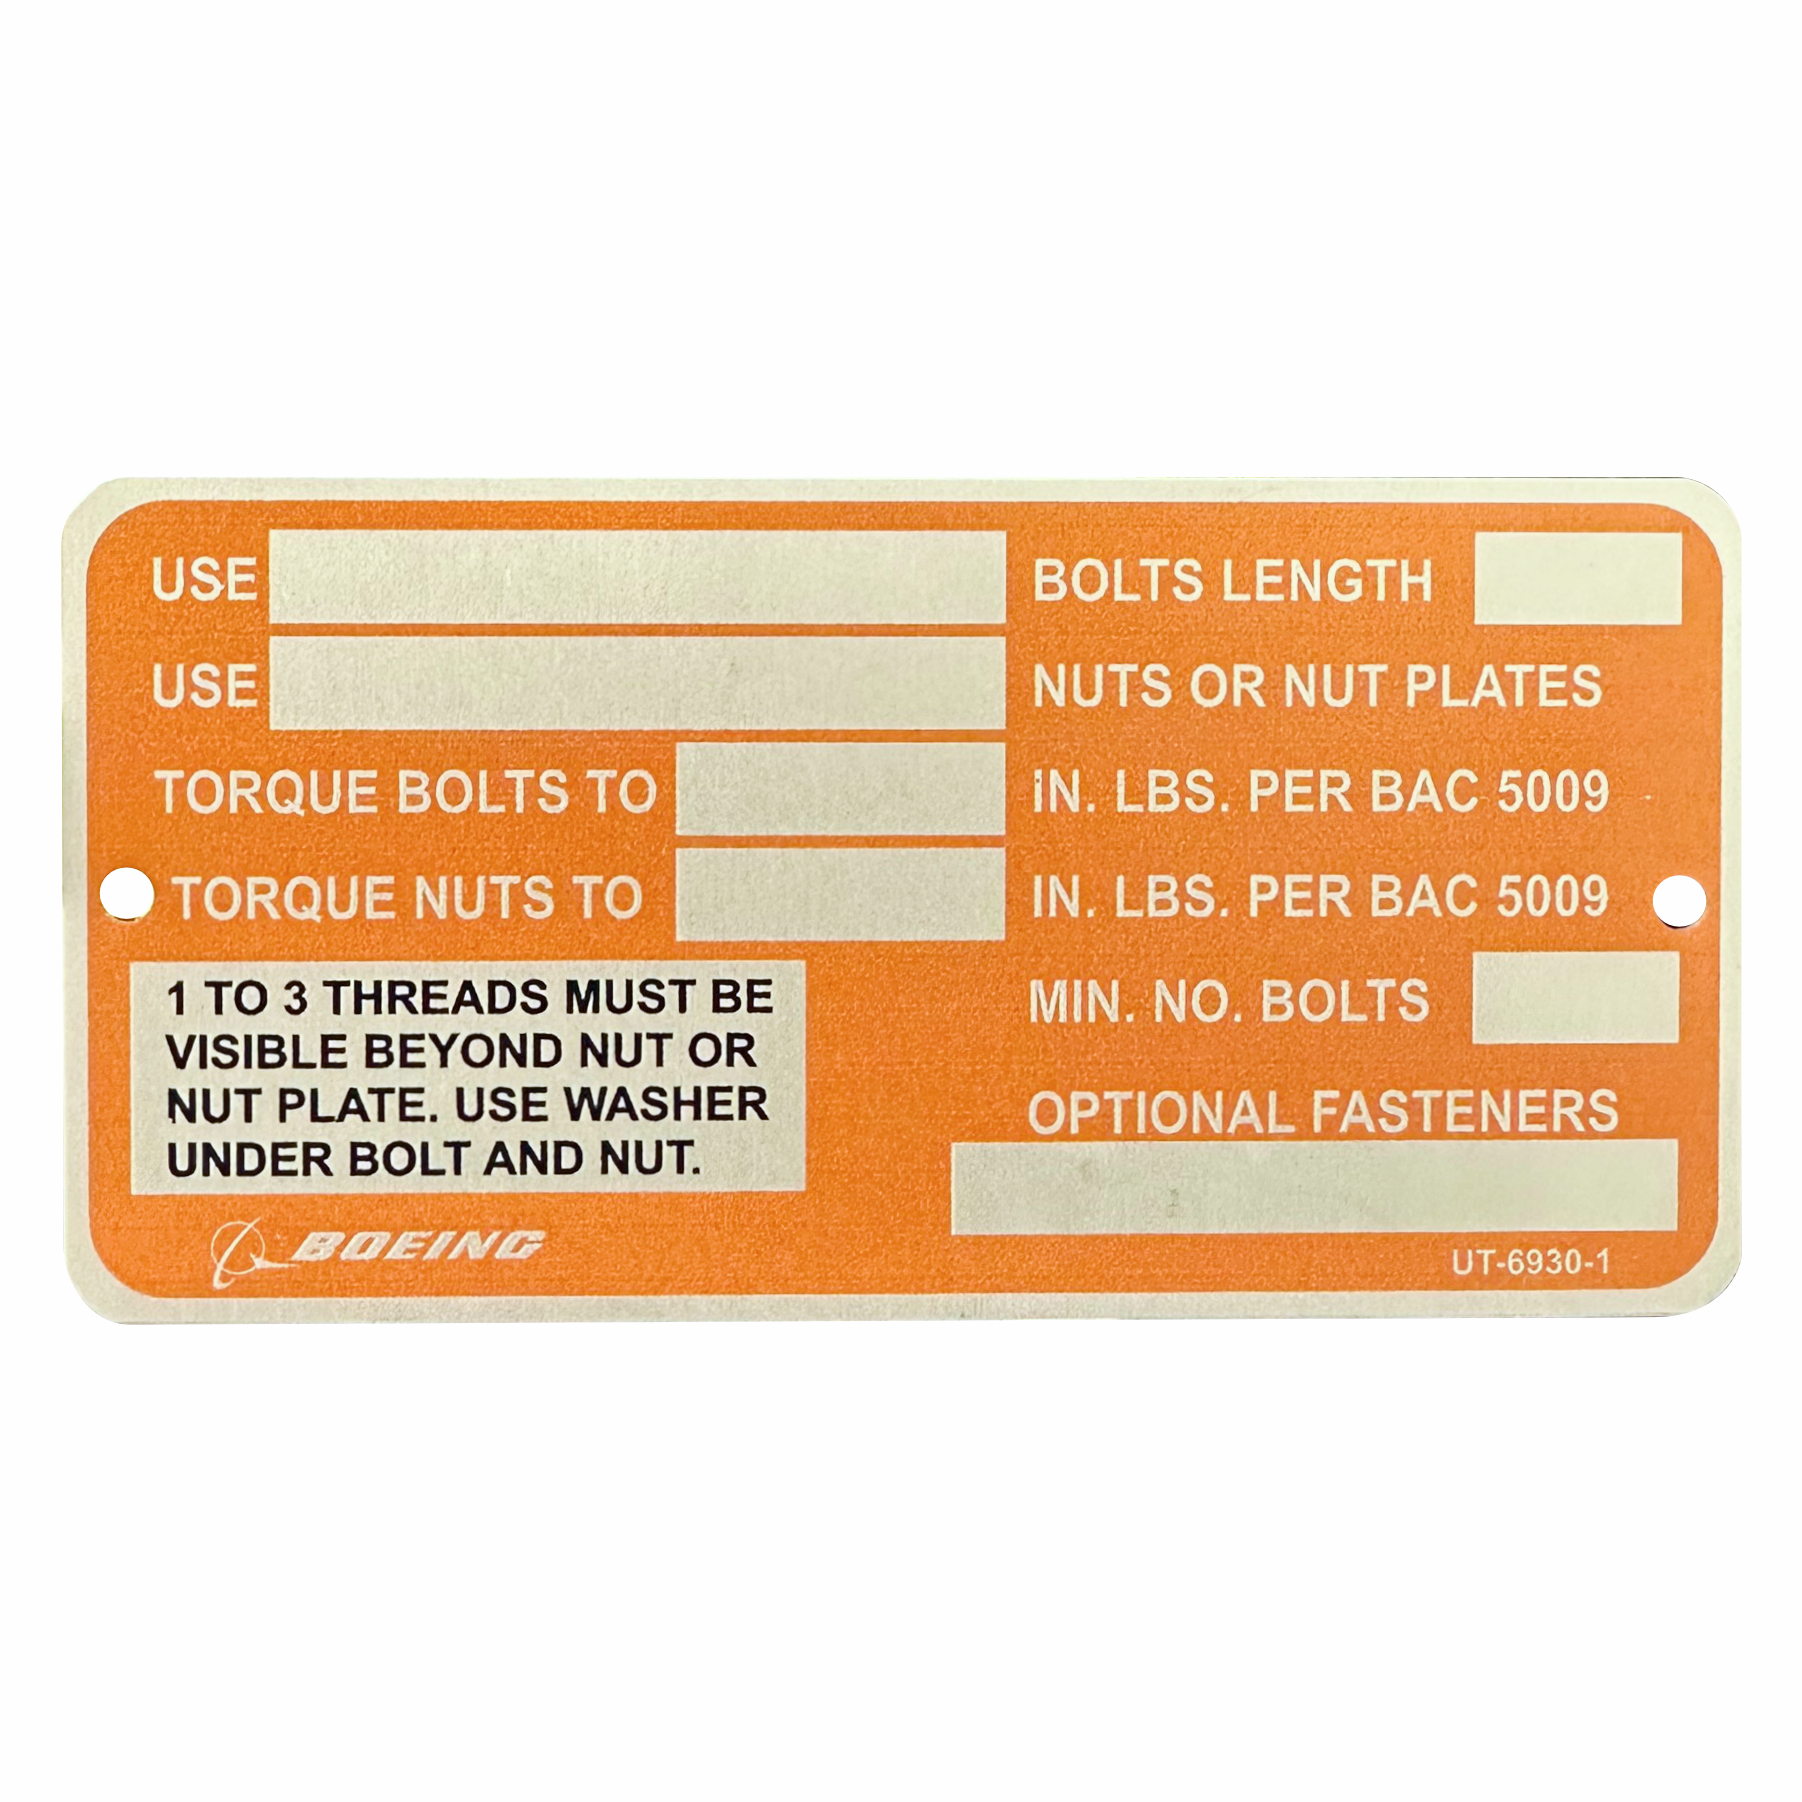 USE BOLTS LENGTH
USE NUTS OR NUT PLATES
TORQUE BOLTS TO IN. LBS. PER BAC 5009
TORQUE NUTS TO IN. LBS. PER BAC 5009
1 TO 3 THREADS MUST BE
VISIBLE BEYOND NUT OR
NUT PLATE. USE WASHER
UNDER BOLT AND NUT.
MIN. NO. BOLTS
OPTIONAL FASTENERS
BOEING
UT-6930-1